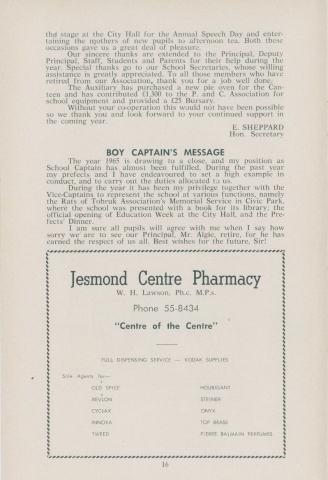 the stage at the City Hall for the Annual Speech Day and enter-
taining the mothers of new pupils to afternoon tea. Both these
occasions gave us a great deal of pleasure.
Our sincere thanks are extended to the Principal, Deputy
Principal, Staff, Students and Parents for their help during the
year. Special thanks go to our School Secretaries, whose willing
assistance is greatly appreciated. To all those members who have
retired from our Association, thank you for a job well done.
The Auxiliary has purchased a new pie oven for the Can-
teen and has contributed £1,300 to the P. and C. Association for
school equipment and provided a £25 Bursary.
Without your co-operation this would not have been possible
so we thank you and look forward to your continued support in
the coming year.
E. SHEPPARD
Hon. Secretary
BOY CAPTAIN'S MESSAGE
The year 1965 is drawing to a close, and my position as
School Captain has almost been fulfilled. During the past year
my prefects and I have endeavoured to set a high example in
conduct, and to carry out the duties allocated to us.
During the year it has been my privilege together with the
Vice-Captains to represent the school at various functions, namely
the Rats of Tobruk Association's Memorial Service in Civic Park,
where the school was presented with a book for its library; the
official opening of Education Week at the City Hall, and the Pre-
fects' Dinner.
I am sure all pupils will agree with me when I say how
sorry we are to see our Principal, Mr. Algie, retire, for he has
earned the respect of us all. Best wishes for the future, Sir!
Jesmond Centre Pharmacy
W. H. Lawson, Ph.c. M.P.s.
Phone 55-8434
"Centre of the Centre"
FULL DISPENSING SERVICE — KODAK SUPPLIES
Sole Agents for—
OLD SPICE
HOUBIGANT
REVLON
STEINER
CYCLAX
ONYX
INNOXA
TOP BRASS
TWEED
PIERRE BALMAIN PERFUMES
16